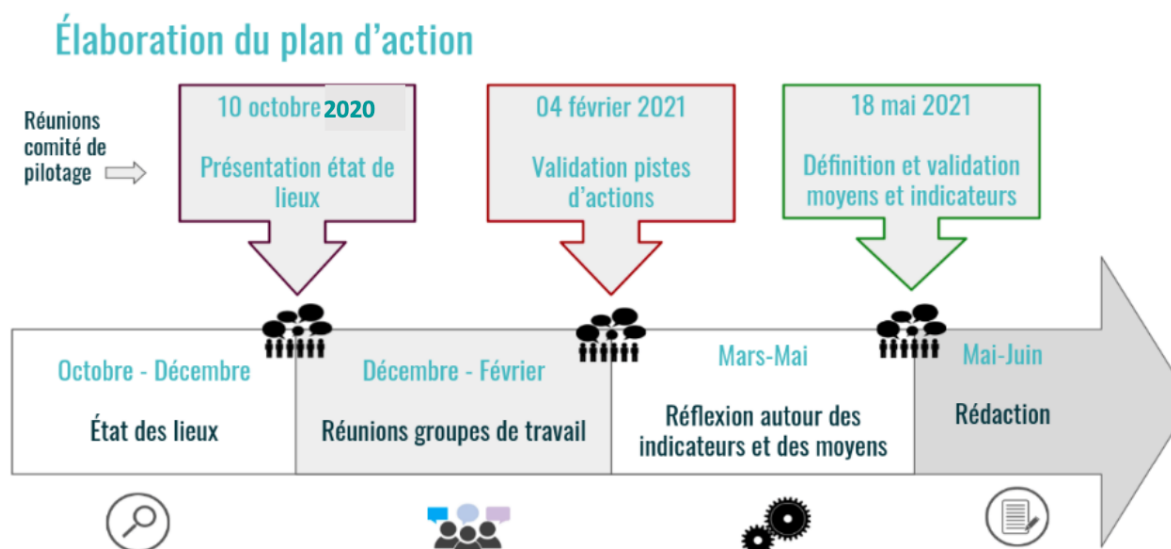 Élaboration du plan d’action
Réunions
comité de
pilotage
10 octobre 2020
Présentation état de
lieux
04 février 2021
Validation pistes
d’actions
18 mai 2021
Définition et validation
moyens et indicateurs
Octobre - Décembre
État des lieux
Décembre - Février
Réunions groupes de travail
Mars-Mai
Réflexion autour des
indicateurs et des moyens
Mai-Juin
Rédaction